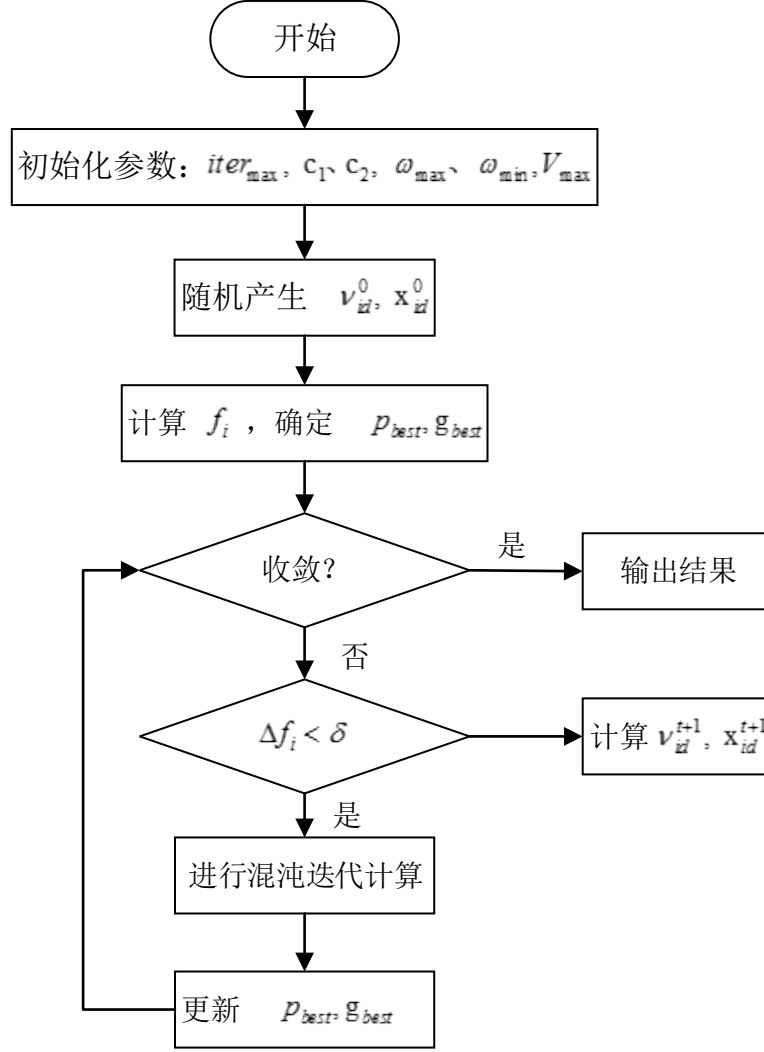 开始
初始化参数: iter_max, c_1、c_2, ω_max、 ω_min, V_max
随机产生 v_id^0, x_id^0
计算 f_i , 确定 p_best, g_best
收敛?
是
输出结果
否
Δf_i < δ
计算 v_id^{t+1}, x_id^{t+1}
是
进行混沌迭代计算
更新 p_best, g_best